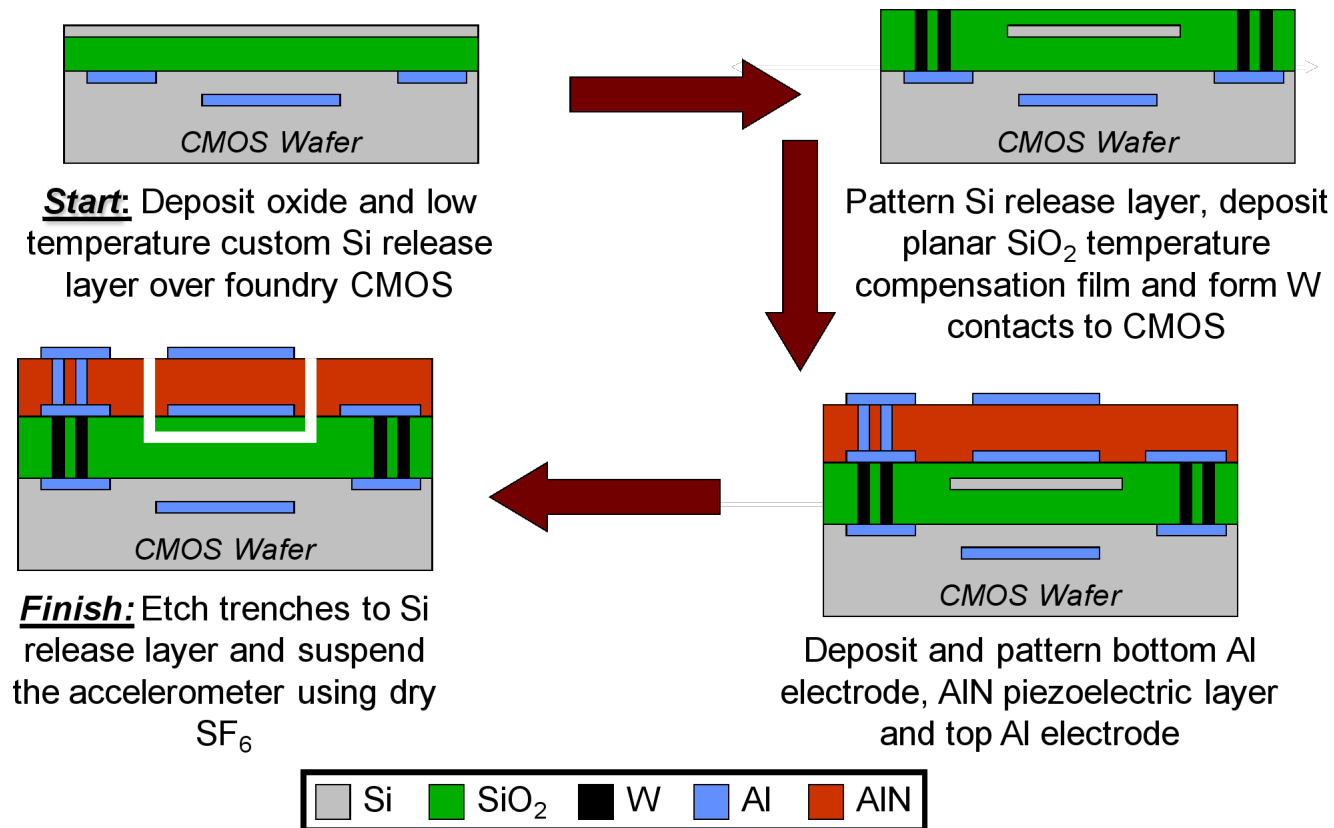 CMOS Wafer
Start: Deposit oxide and low
temperature custom Si release
layer over foundry CMOS
CMOS Wafer
Pattern Si release layer, deposit
planar SiO₂ temperature
compensation film and form W
contacts to CMOS
CMOS Wafer
Deposit and pattern bottom Al
electrode, AlN piezoelectric layer
and top Al electrode
CMOS Wafer
Finish: Etch trenches to Si
release layer and suspend
the accelerometer using dry
SF₆
Si SiO₂ W Al AlN